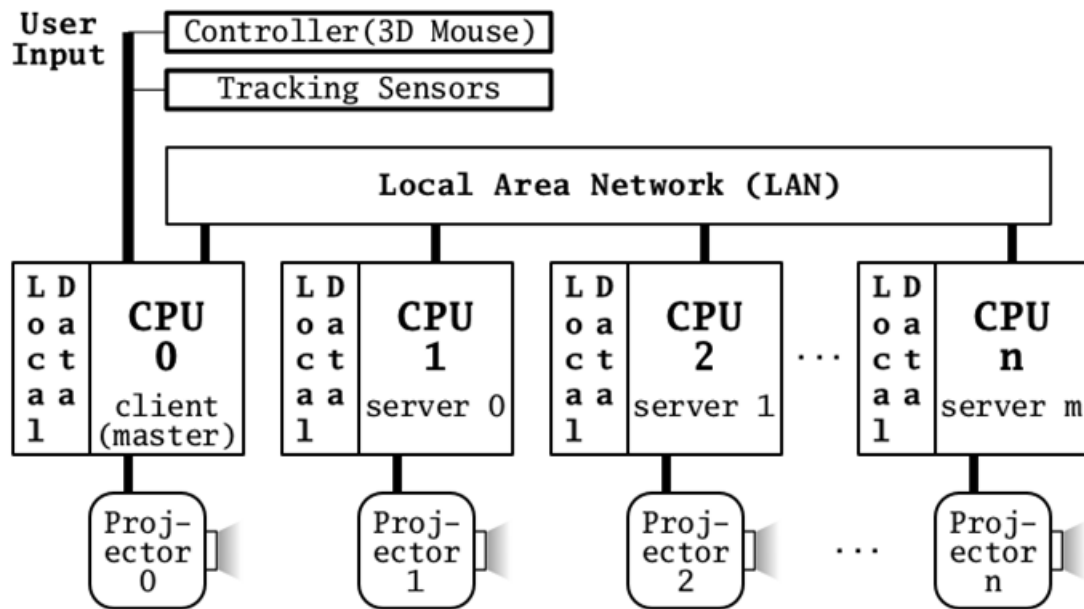 User
Input
Controller(3D Mouse)
Tracking Sensors
Local Area Network (LAN)
Local
Data
CPU
0
client
(master)
Local
Data
CPU
1
server 0
Local
Data
CPU
2
server 1
...
Local
Data
CPU
n
server m
Proj-
ector
0
Proj-
ector
1
Proj-
ector
2
...
Proj-
ector
n